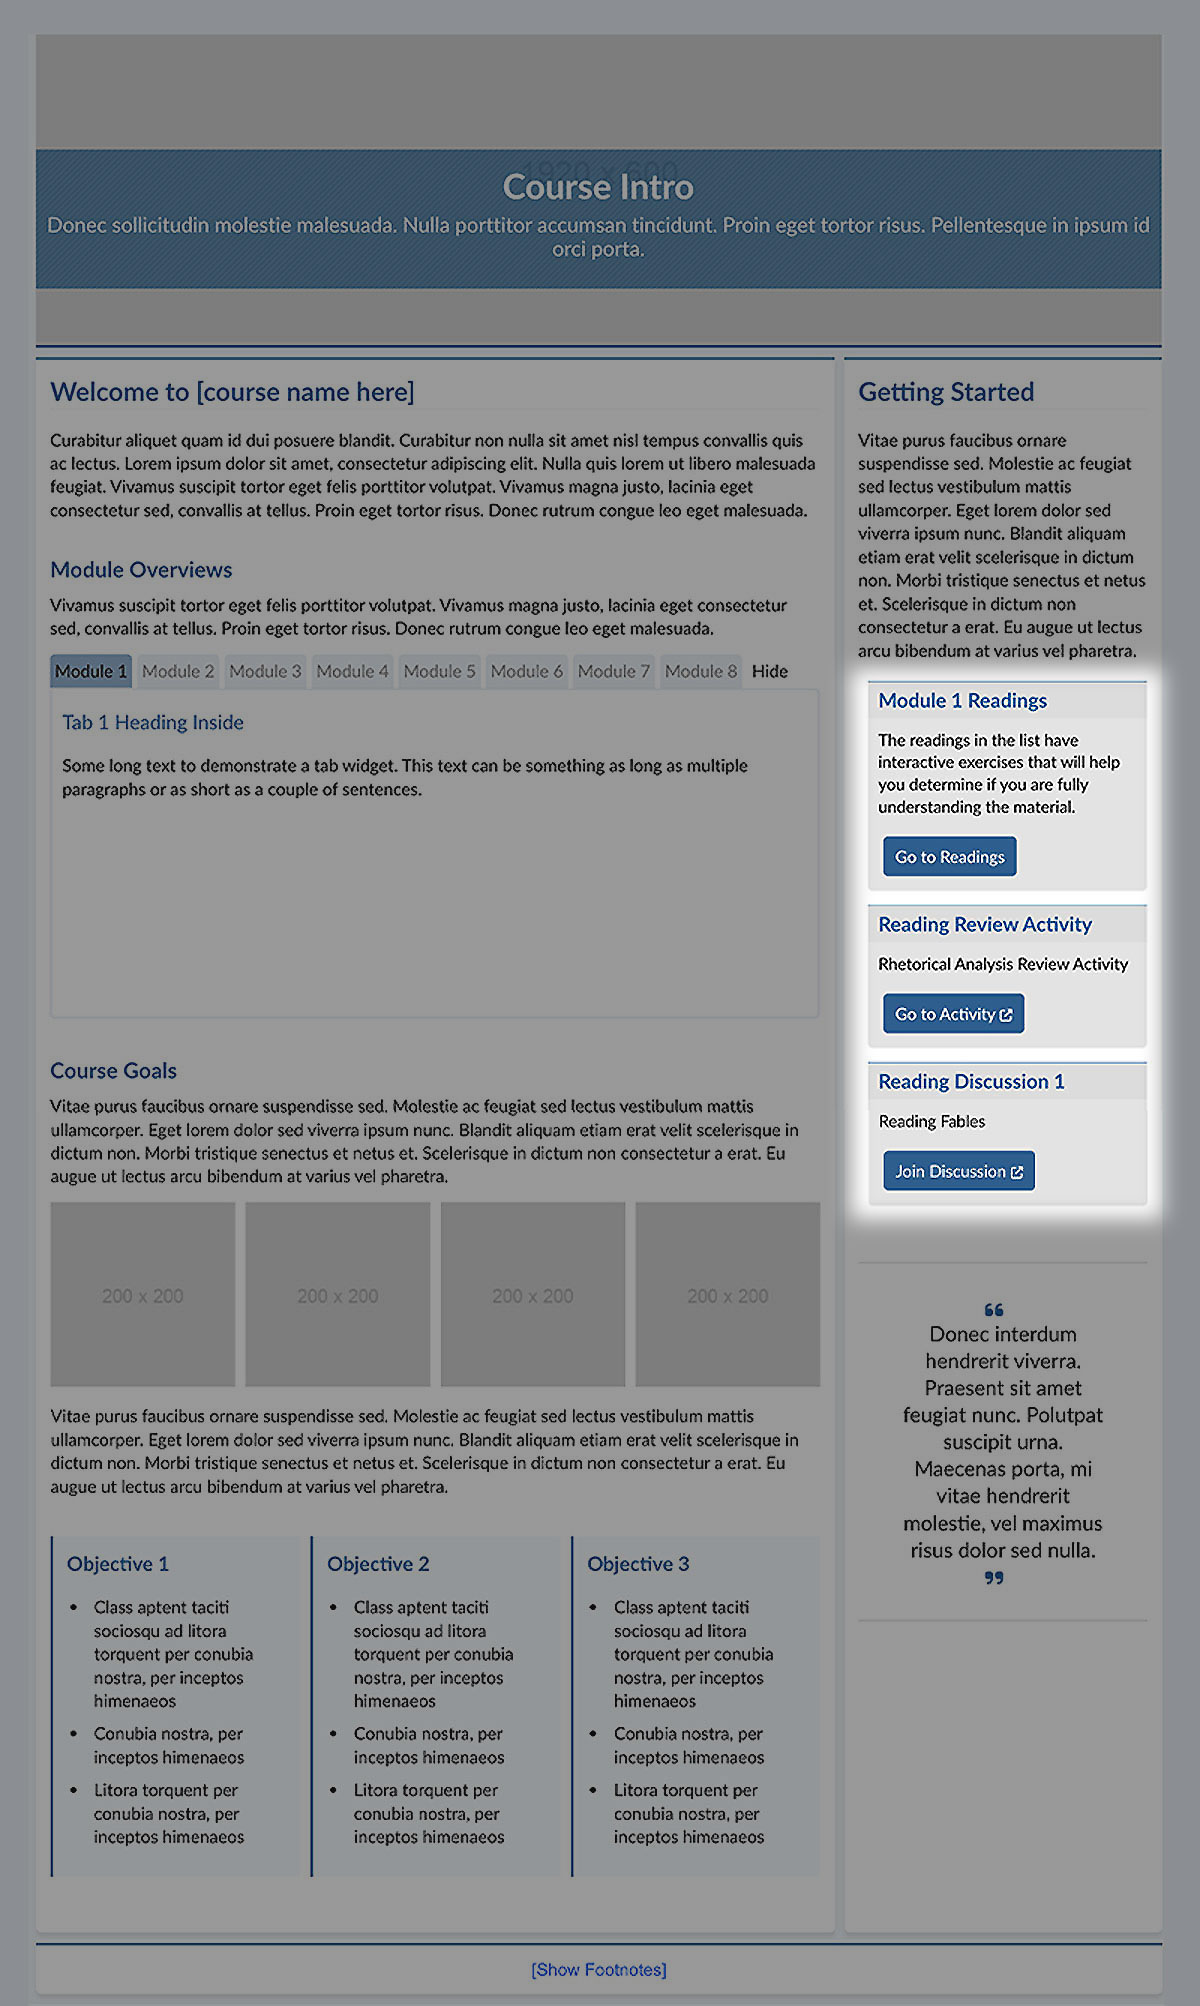 Course Intro
Donec sollicitudin molestie malesuada. Nulla porttitor accumsan tincidunt. Proin eget tortor risus. Pellentesque in ipsum id
orci porta.
Welcome to [course name here]
Curabitur aliquet quam id dui posuere blandit. Curabitur non nulla sit amet nisl tempus convallis quis
ac lectus. Lorem ipsum dolor sit amet, consectetur adipiscing elit. Nulla quis lorem ut libero malesuada
feugiat. Vivamus suscipit tortor eget felis porttitor volutpat. Vivamus magna justo, lacinia eget
consectetur sed, convallis at tellus. Proin eget tortor risus. Donec rutrum congue leo eget malesuada.
Module Overviews
Vivamus suscipit tortor eget felis porttitor volutpat. Vivamus magna justo, lacinia eget consectetur
sed, convallis at tellus. Proin eget tortor risus. Donec rutrum congue leo eget malesuada.
Module 1 Module 2 Module 3 Module 4 Module 5 Module 6 Module 7 Module 8 Hide
Tab 1 Heading Inside
Some long text to demonstrate a tab widget. This text can be something as long as multiple
paragraphs or as short as a couple of sentences.
Course Goals
Vitae purus faucibus ornare suspendisse sed. Molestie ac feugiat sed lectus vestibulum mattis
ullamcorper. Eget lorem dolor sed viverra ipsum nunc. Blandit aliquam etiam erat velit scelerisque in
dictum non. Morbi tristique senectus et netus et. Scelerisque in dictum non consectetur a erat. Eu
augue ut lectus arcu bibendum at varius vel pharetra.
200 x 200 200 x 200 200 x 200 200 x 200
Vitae purus faucibus ornare suspendisse sed. Molestie ac feugiat sed lectus vestibulum mattis
ullamcorper. Eget lorem dolor sed viverra ipsum nunc. Blandit aliquam etiam erat velit scelerisque in
dictum non. Morbi tristique senectus et netus et. Scelerisque in dictum non consectetur a erat. Eu
augue ut lectus arcu bibendum at varius vel pharetra.
Objective 1
• Class aptent taciti
sociosqu ad litora
torquent per conubia
nostra, per inceptos
himenaeos
• Conubia nostra, per
inceptos himenaeos
• Litora torquent per
conubia nostra, per
inceptos himenaeos
Objective 2
• Class aptent taciti
sociosqu ad litora
torquent per conubia
nostra, per inceptos
himenaeos
• Conubia nostra, per
inceptos himenaeos
• Litora torquent per
conubia nostra, per
inceptos himenaeos
Objective 3
• Class aptent taciti
sociosqu ad litora
torquent per conubia
nostra, per inceptos
himenaeos
• Conubia nostra, per
inceptos himenaeos
• Litora torquent per
conubia nostra, per
inceptos himenaeos
Getting Started
Vitae purus faucibus ornare
suspendisse sed. Molestie ac feugiat
sed lectus vestibulum mattis
ullamcorper. Eget lorem dolor sed
viverra ipsum nunc. Blandit aliquam
etiam erat velit scelerisque in dictum
non. Morbi tristique senectus et netus
et. Scelerisque in dictum non
consectetur a erat. Eu augue ut lectus
arcu bibendum at varius vel pharetra.
Module 1 Readings
The readings in the list have
interactive exercises that will help
you determine if you are fully
understanding the material.
Go to Readings
Reading Review Activity
Rhetorical Analysis Review Activity
Go to Activity
Reading Discussion 1
Reading Fables
Join Discussion
❝
Donec interdum
hendrerit viverra.
Praesent sit amet
feugiat nunc. Polutpat
suscipit urna.
Maecenas porta, mi
vitae hendrerit
molestie, vel maximus
risus dolor sed nulla.
❞
[Show Footnotes]